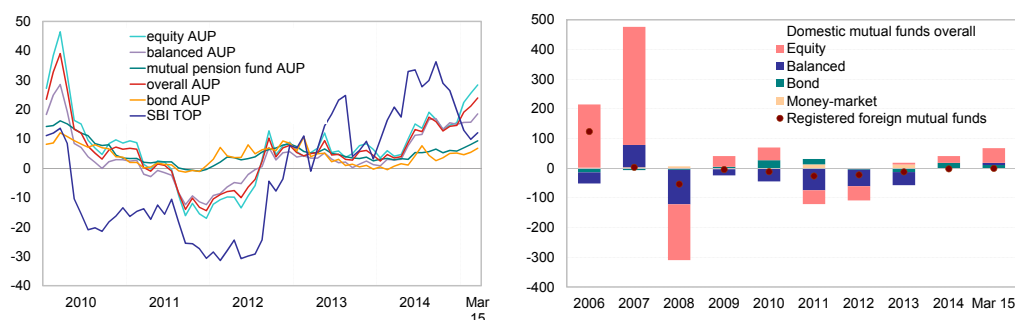 50
40
30
20
10
0
-10
-20
-30
-40
equity AUP
balanced AUP
mutual pension fund AUP
overall AUP
bond AUP
SBI TOP
2010 2011 2012 2013 2014 Mar
15
500
400
300
200
100
0
-100
-200
-300
-400
Domestic mutual funds overall
Equity
Balanced
Bond
Money-market
Registered foreign mutual funds
2006 2007 2008 2009 2010 2011 2012 2013 2014 Mar 15